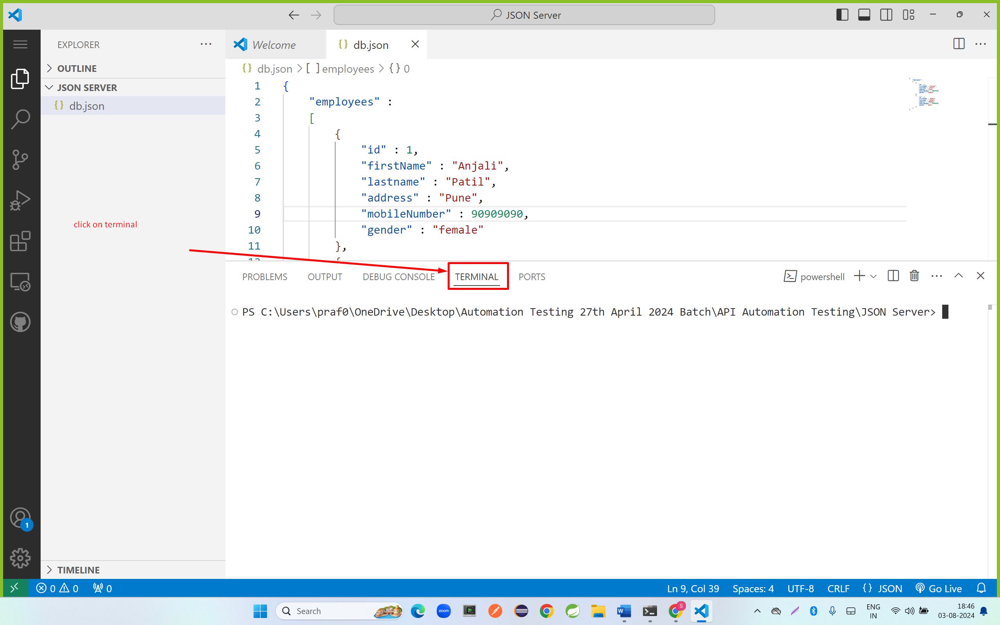 JSON Server
EXPLORER
OUTLINE
JSON SERVER
db.json
click on terminal
TIMELINE
Welcome
db.json
db.json > [ ] employees > {} 0
1 {
2 "employees" :
3 [
4 {
5 "id" : 1,
6 "firstName" : "Anjali",
7 "lastname" : "Patil",
8 "address" : "Pune",
9 "mobileNumber" : 90909090,
10 "gender" : "female"
11 },
PROBLEMS OUTPUT DEBUG CONSOLE TERMINAL PORTS powershell
PS C:\Users\praf0\OneDrive\Desktop\Automation Testing 27th April 2024 Batch\API Automation Testing\JSON Server>
1
0 0 0 Ln 9, Col 39 Spaces: 4 UTF-8 CRLF {} JSON Go Live
Search zoom W S ENG 18:46
IN 03-08-2024